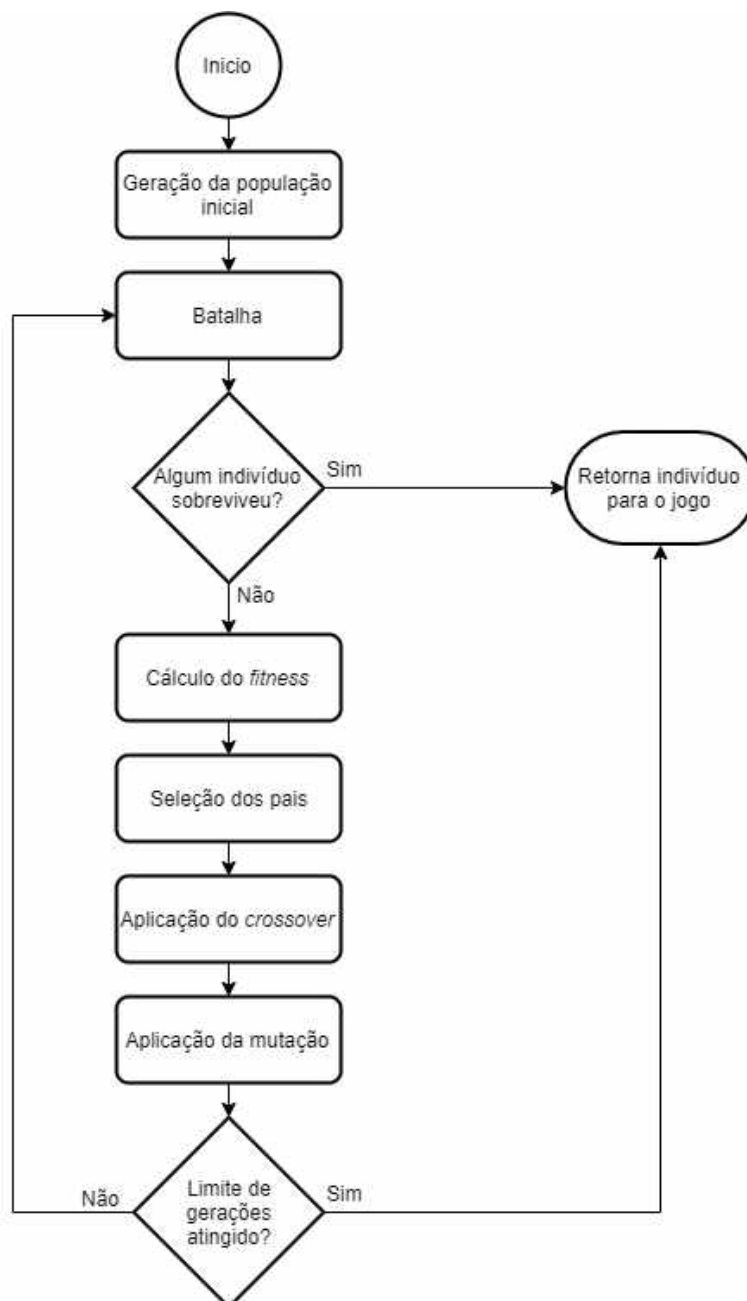 Inicio
Geração da população
inicial
Batalha
Algum indivíduo
sobreviveu?
Sim
Retorna indivíduo
para o jogo
Não
Cálculo do fitness
Seleção dos pais
Aplicação do crossover
Aplicação da mutação
Não
Limite de
gerações
atingido?
Sim